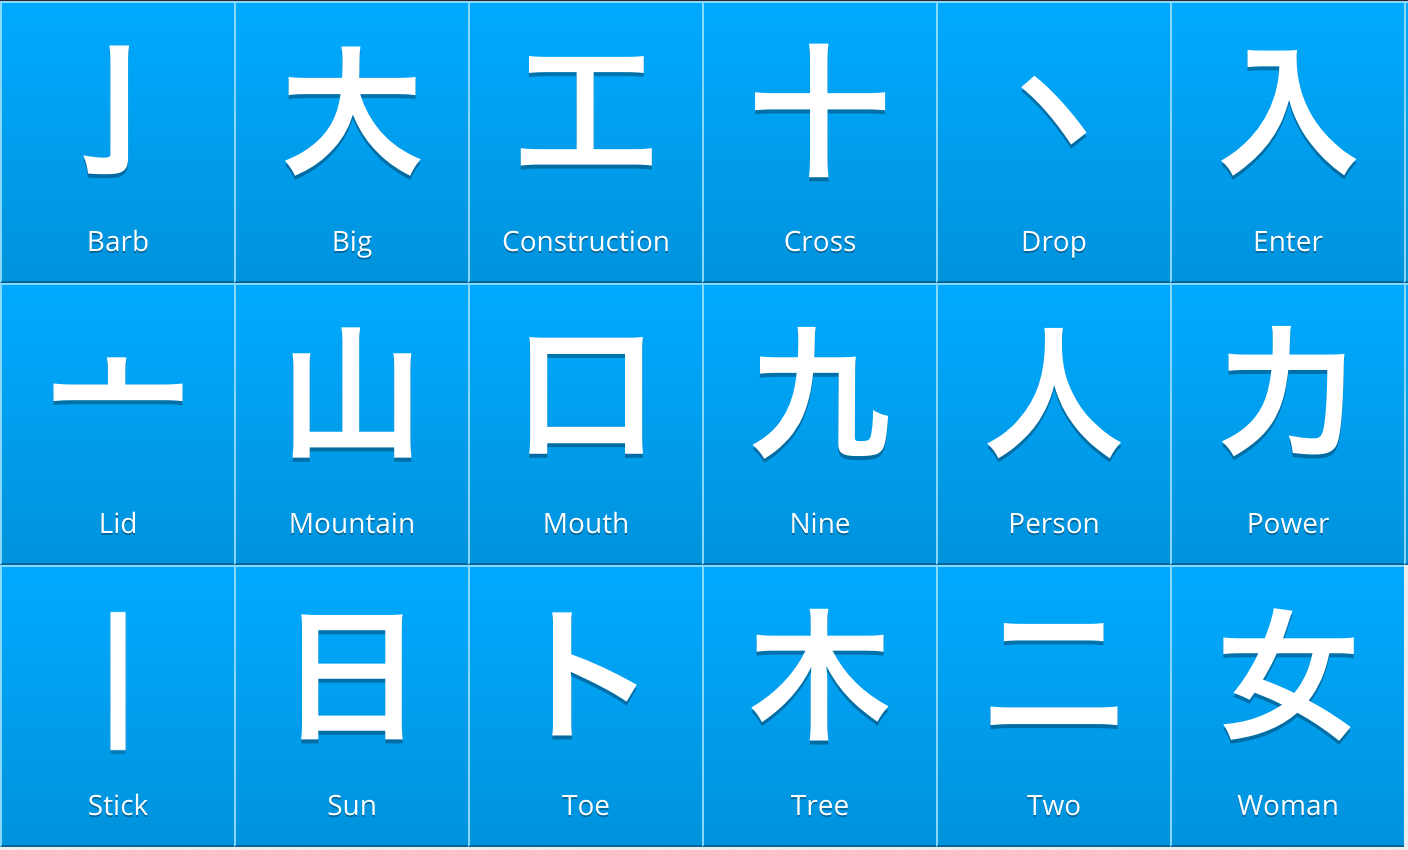 亅 大 工 十 丶 入
Barb Big Construction Cross Drop Enter
亠 山 口 九 人 力
Lid Mountain Mouth Nine Person Power
丨 日 ト 木 二 女
Stick Sun Toe Tree Two Woman